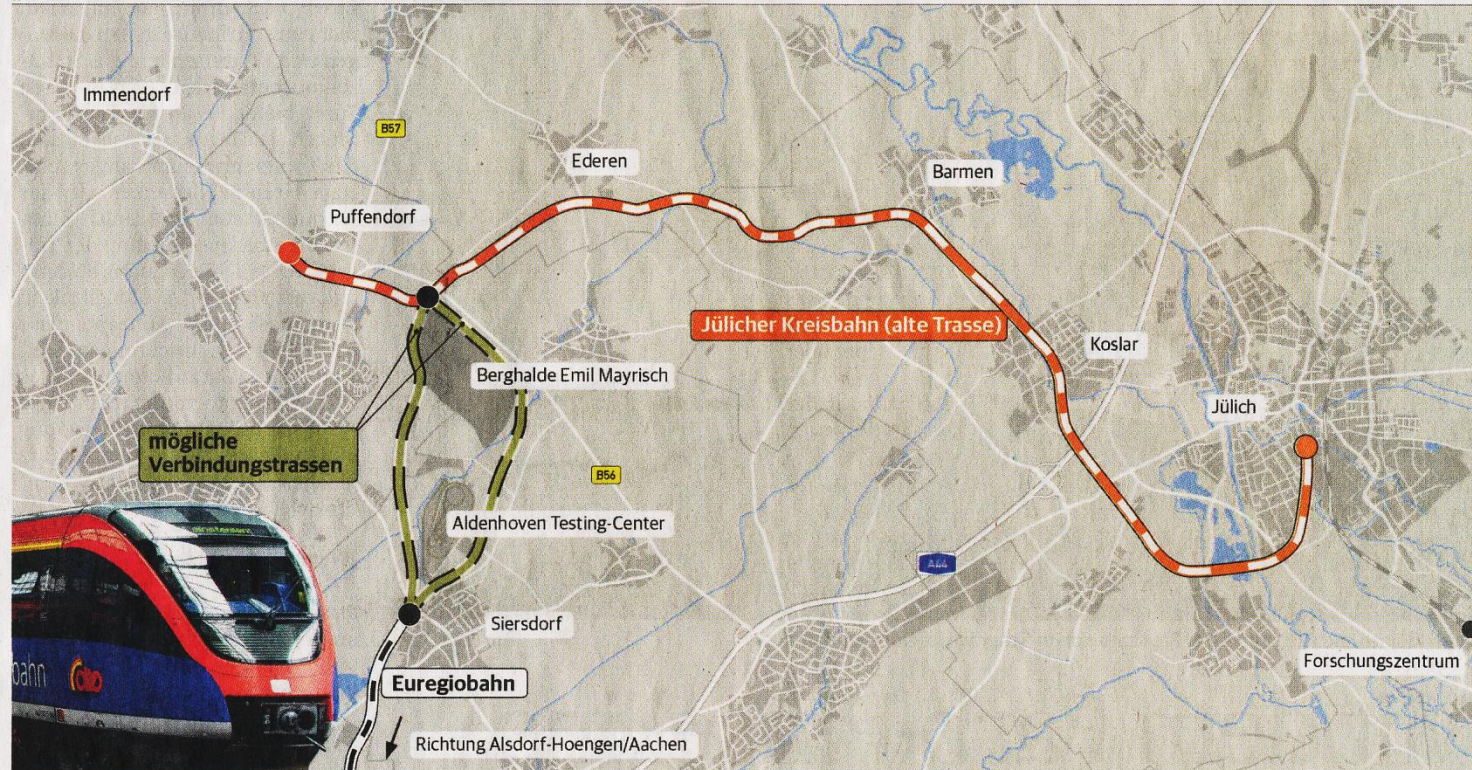 Immendorf
B57
Ederen
Barmen
Puffendorf
Jülicher Kreisbahn (alte Trasse)
Koslar
Berghalde Emil Mayrisch
Jülich
mögliche
Verbindungstrassen
B56
Aldenhoven Testing-Center
A44
Siersdorf
Forschungszentrum
bahn
Euregiobahn
Richtung Alsdorf-Hoengen/Aachen